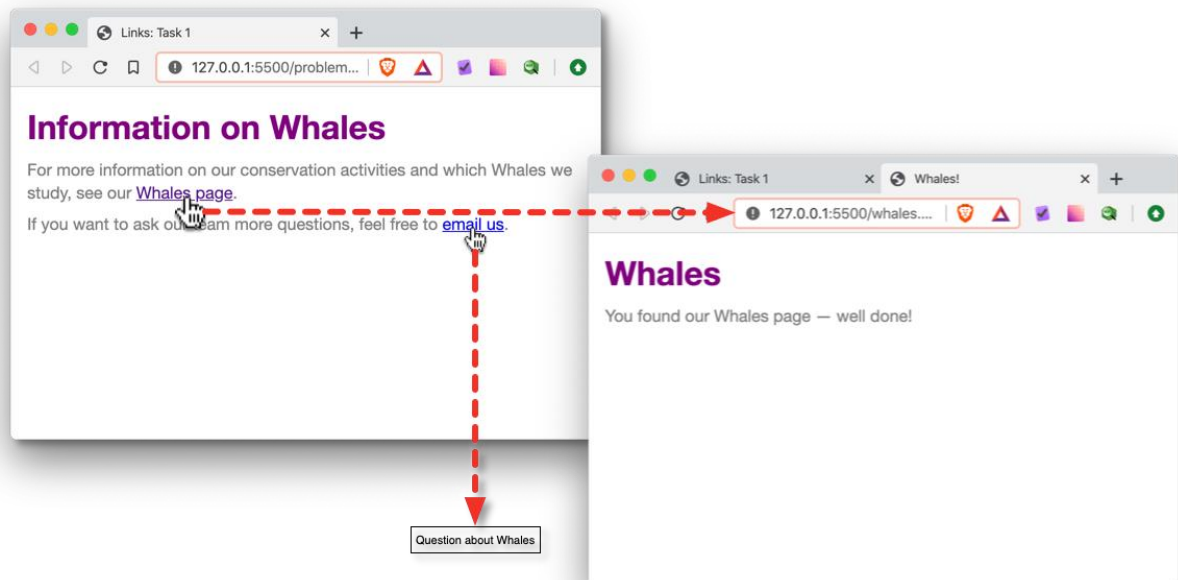 Links: Task 1
127.0.0.1:5500/problem...
Information on Whales
For more information on our conservation activities and which Whales we
study, see our Whales page.
If you want to ask our team more questions, feel free to email us.
Question about Whales
Links: Task 1
Whales!
127.0.0.1:5500/whales....
Whales
You found our Whales page — well done!